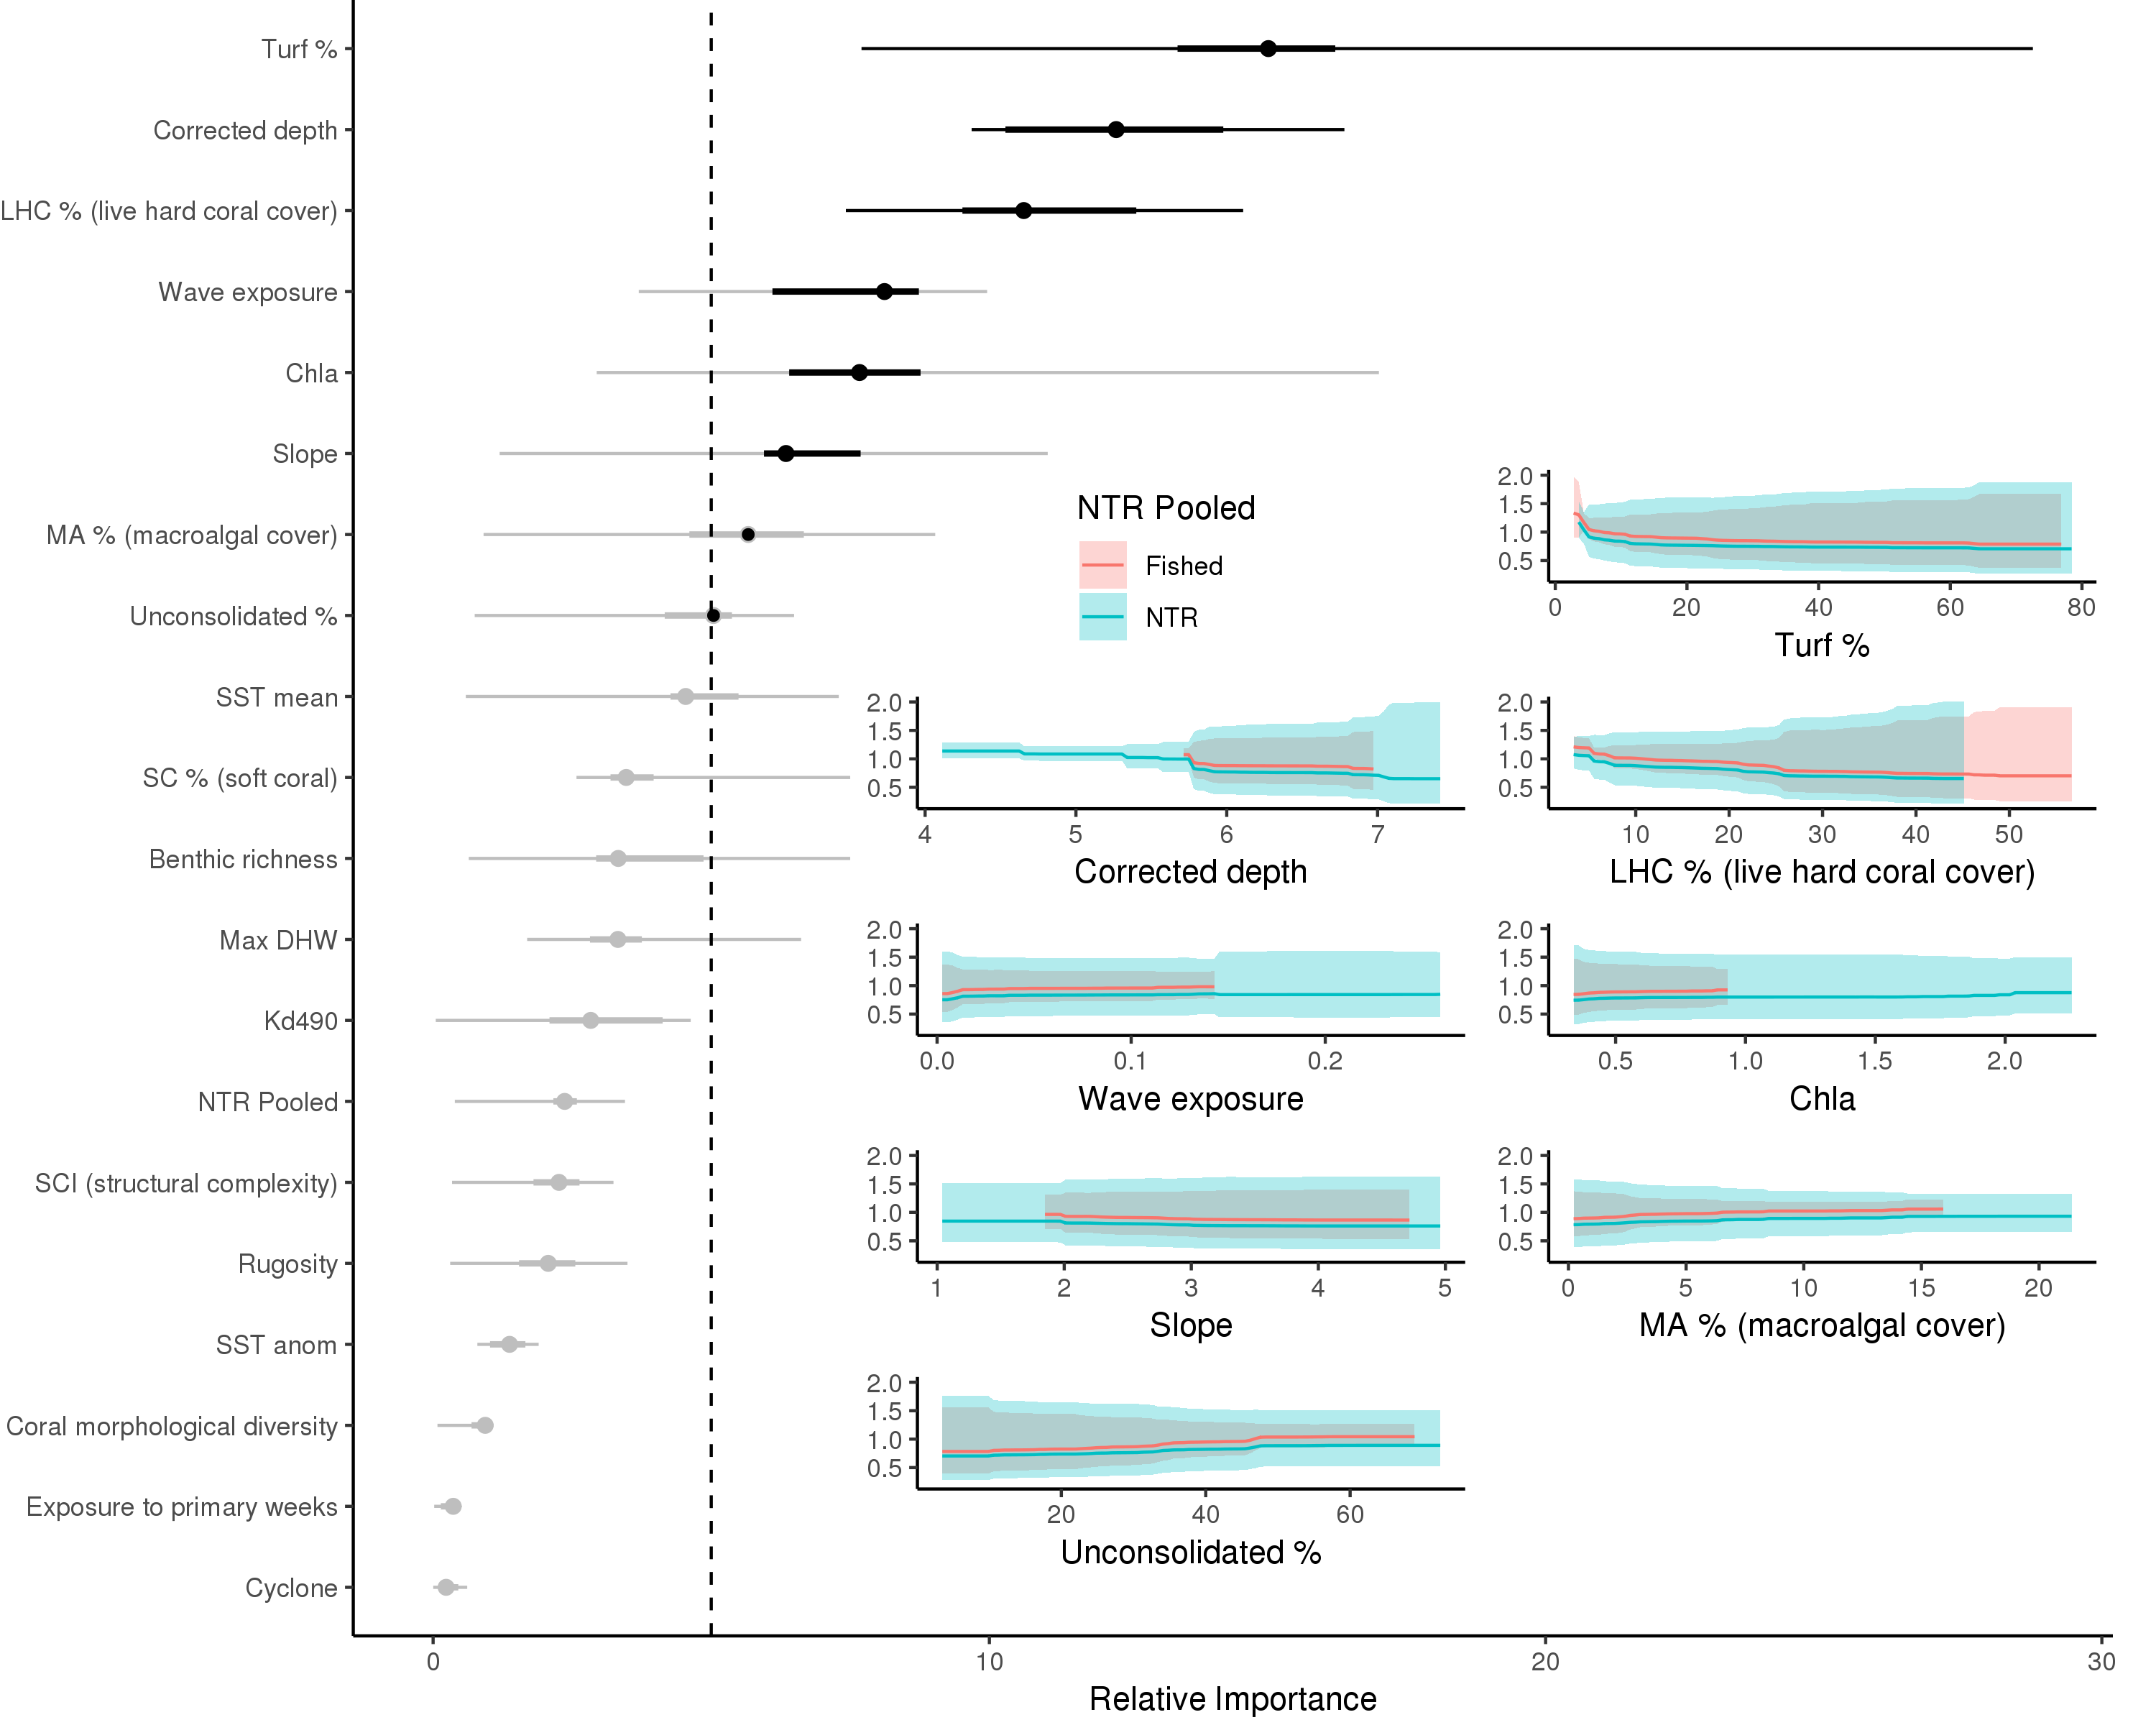 Turf %
Corrected depth
LHC % (live hard coral cover)
Wave exposure
Chla
Slope
MA % (macroalgal cover)
Unconsolidated %
SST mean
SC % (soft coral)
Benthic richness
Max DHW
Kd490
NTR Pooled
SCI (structural complexity)
Rugosity
SST anom
Coral morphological diversity
Exposure to primary weeks
Cyclone
0 10 20 30
Relative Importance
NTR Pooled
Fished
NTR
2.0
1.5
1.0
0.5
0 20 40 60 80
Turf %
2.0
1.5
1.0
0.5
4 5 6 7
Corrected depth
2.0
1.5
1.0
0.5
10 20 30 40 50
LHC % (live hard coral cover)
2.0
1.5
1.0
0.5
0.0 0.1 0.2
Wave exposure
2.0
1.5
1.0
0.5
0.5 1.0 1.5 2.0
Chla
2.0
1.5
1.0
0.5
1 2 3 4 5
Slope
2.0
1.5
1.0
0.5
0 5 10 15 20
MA % (macroalgal cover)
2.0
1.5
1.0
0.5
20 40 60
Unconsolidated %